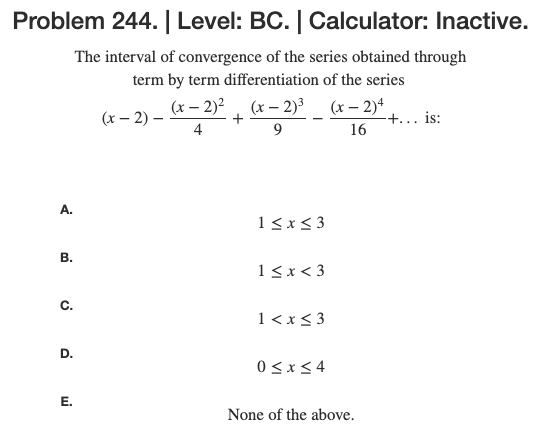 Problem 244. | Level: BC. | Calculator: Inactive.
The interval of convergence of the series obtained through
term by term differentiation of the series
(x − 2) − (x − 2)²/4 + (x − 2)³/9 − (x − 2)⁴/16 +... is:
A. 1 ≤ x ≤ 3
B. 1 ≤ x < 3
C. 1 < x ≤ 3
D. 0 ≤ x ≤ 4
E. None of the above.